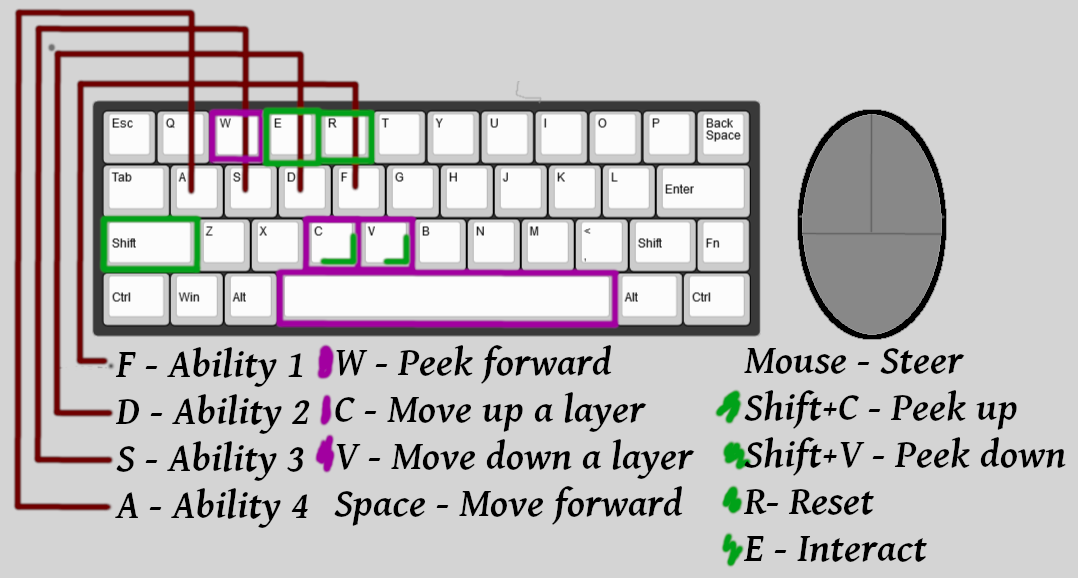 Esc Q W E R T Y U I O P Back Space
Tab A S D F G H J K L Enter
Shift Z X C V B N M < , Shift Fn
Ctrl Win Alt Alt Ctrl
F - Ability 1
D - Ability 2
S - Ability 3
A - Ability 4
W - Peek forward
C - Move up a layer
V - Move down a layer
Space - Move forward
Mouse - Steer
Shift+C - Peek up
Shift+V - Peek down
R- Reset
E - Interact